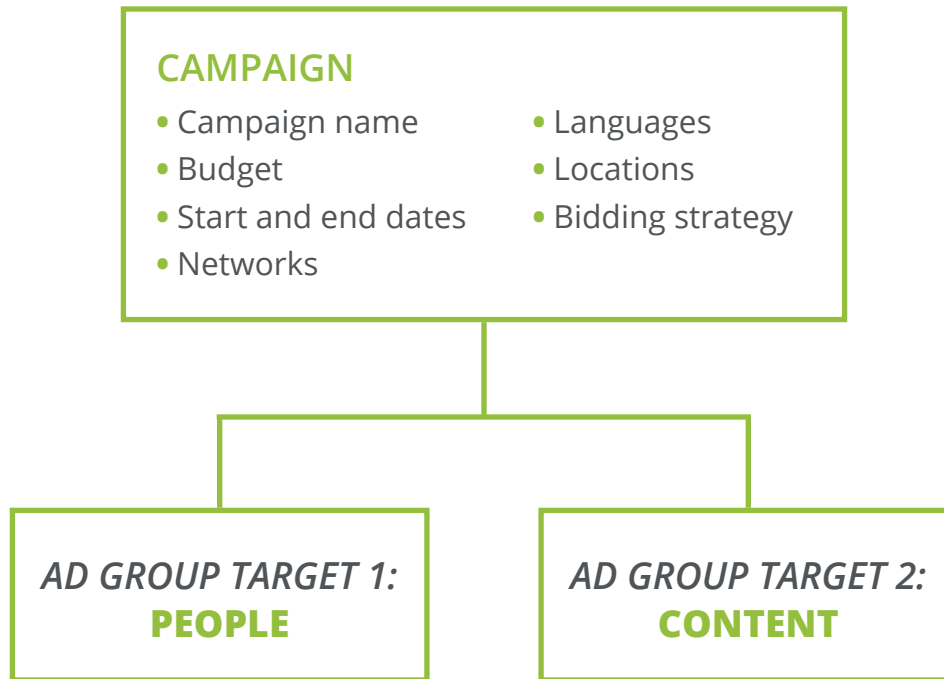 CAMPAIGN
• Campaign name
• Budget
• Start and end dates
• Networks
• Languages
• Locations
• Bidding strategy
AD GROUP TARGET 1:
PEOPLE
AD GROUP TARGET 2:
CONTENT